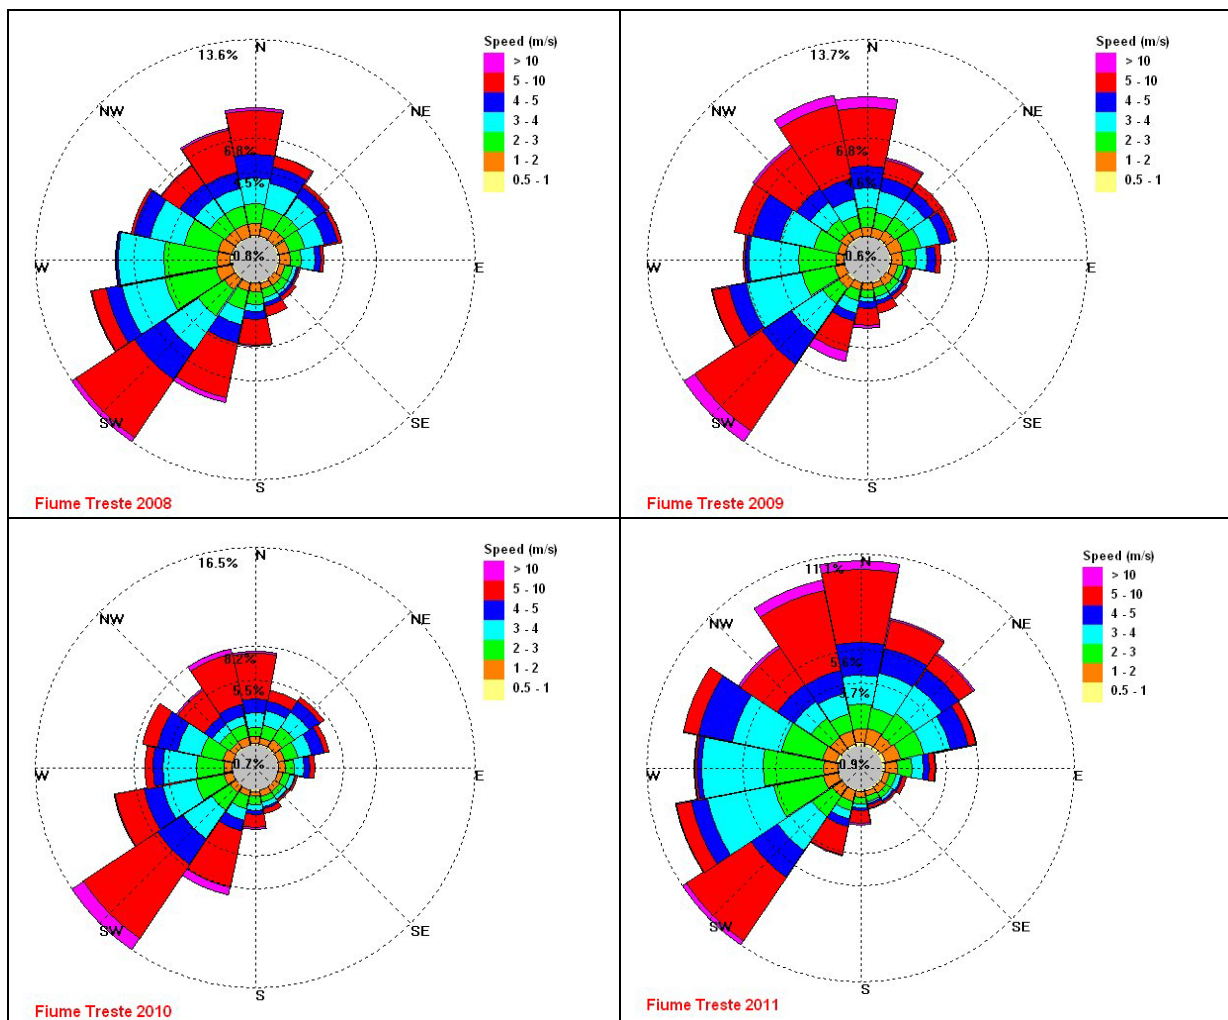 13.6%
N
NW
NE
6.8%
4.5%
0.8%
W
E
SW
SE
S
Speed (m/s)
> 10
5 - 10
4 - 5
3 - 4
2 - 3
1 - 2
0.5 - 1
Fiume Treste 2008
13.7%
N
NW
NE
6.8%
4.6%
0.6%
W
E
SW
SE
S
Speed (m/s)
> 10
5 - 10
4 - 5
3 - 4
2 - 3
1 - 2
0.5 - 1
Fiume Treste 2009
16.5%
N
NW
NE
8.2%
5.5%
0.7%
W
E
SW
SE
S
Speed (m/s)
> 10
5 - 10
4 - 5
3 - 4
2 - 3
1 - 2
0.5 - 1
Fiume Treste 2010
11.1%
N
NW
NE
5.6%
3.7%
0.9%
W
E
SW
SE
S
Speed (m/s)
> 10
5 - 10
4 - 5
3 - 4
2 - 3
1 - 2
0.5 - 1
Fiume Treste 2011